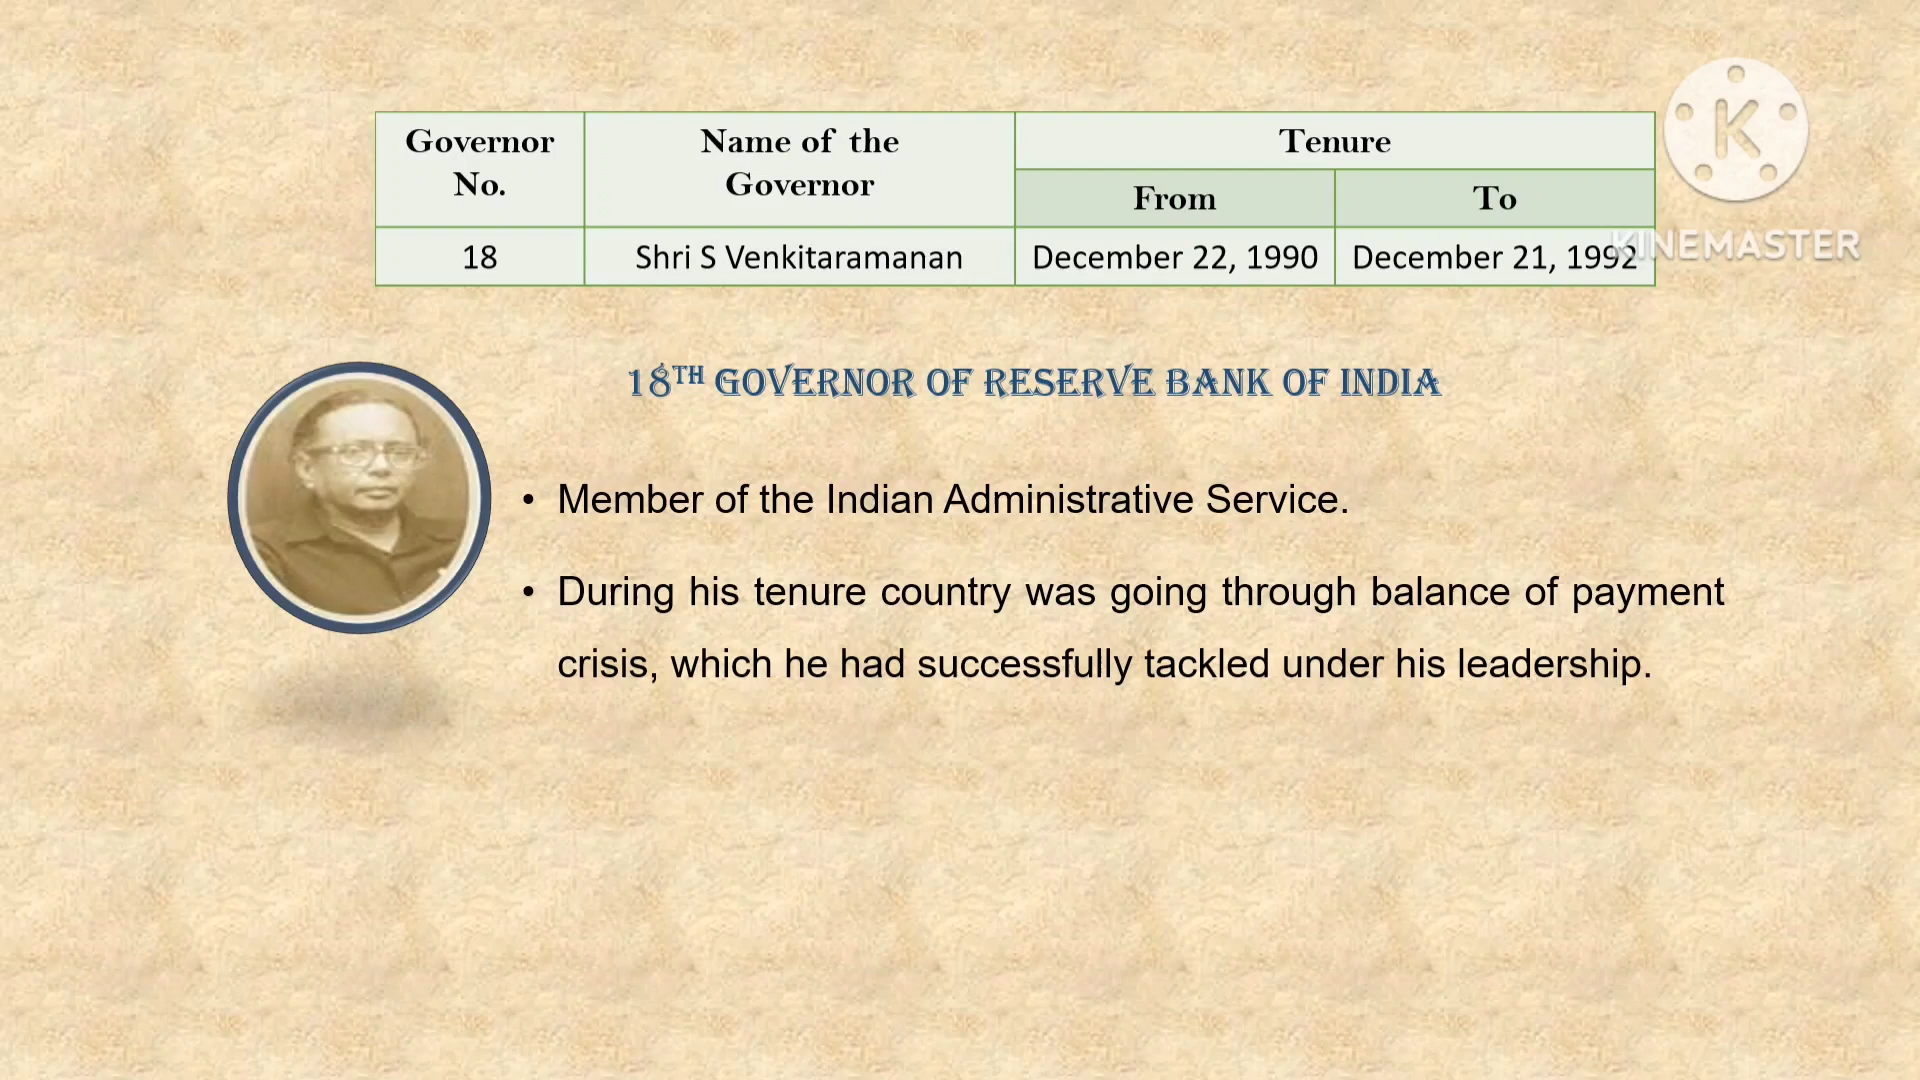 Governor No.
Name of the Governor
Tenure
From
To
18
Shri S Venkitaramanan
December 22, 1990
December 21, 1992
K
KINEMASTER
18TH GOVERNOR OF RESERVE BANK OF INDIA
• Member of the Indian Administrative Service.
• During his tenure country was going through balance of payment
crisis, which he had successfully tackled under his leadership.